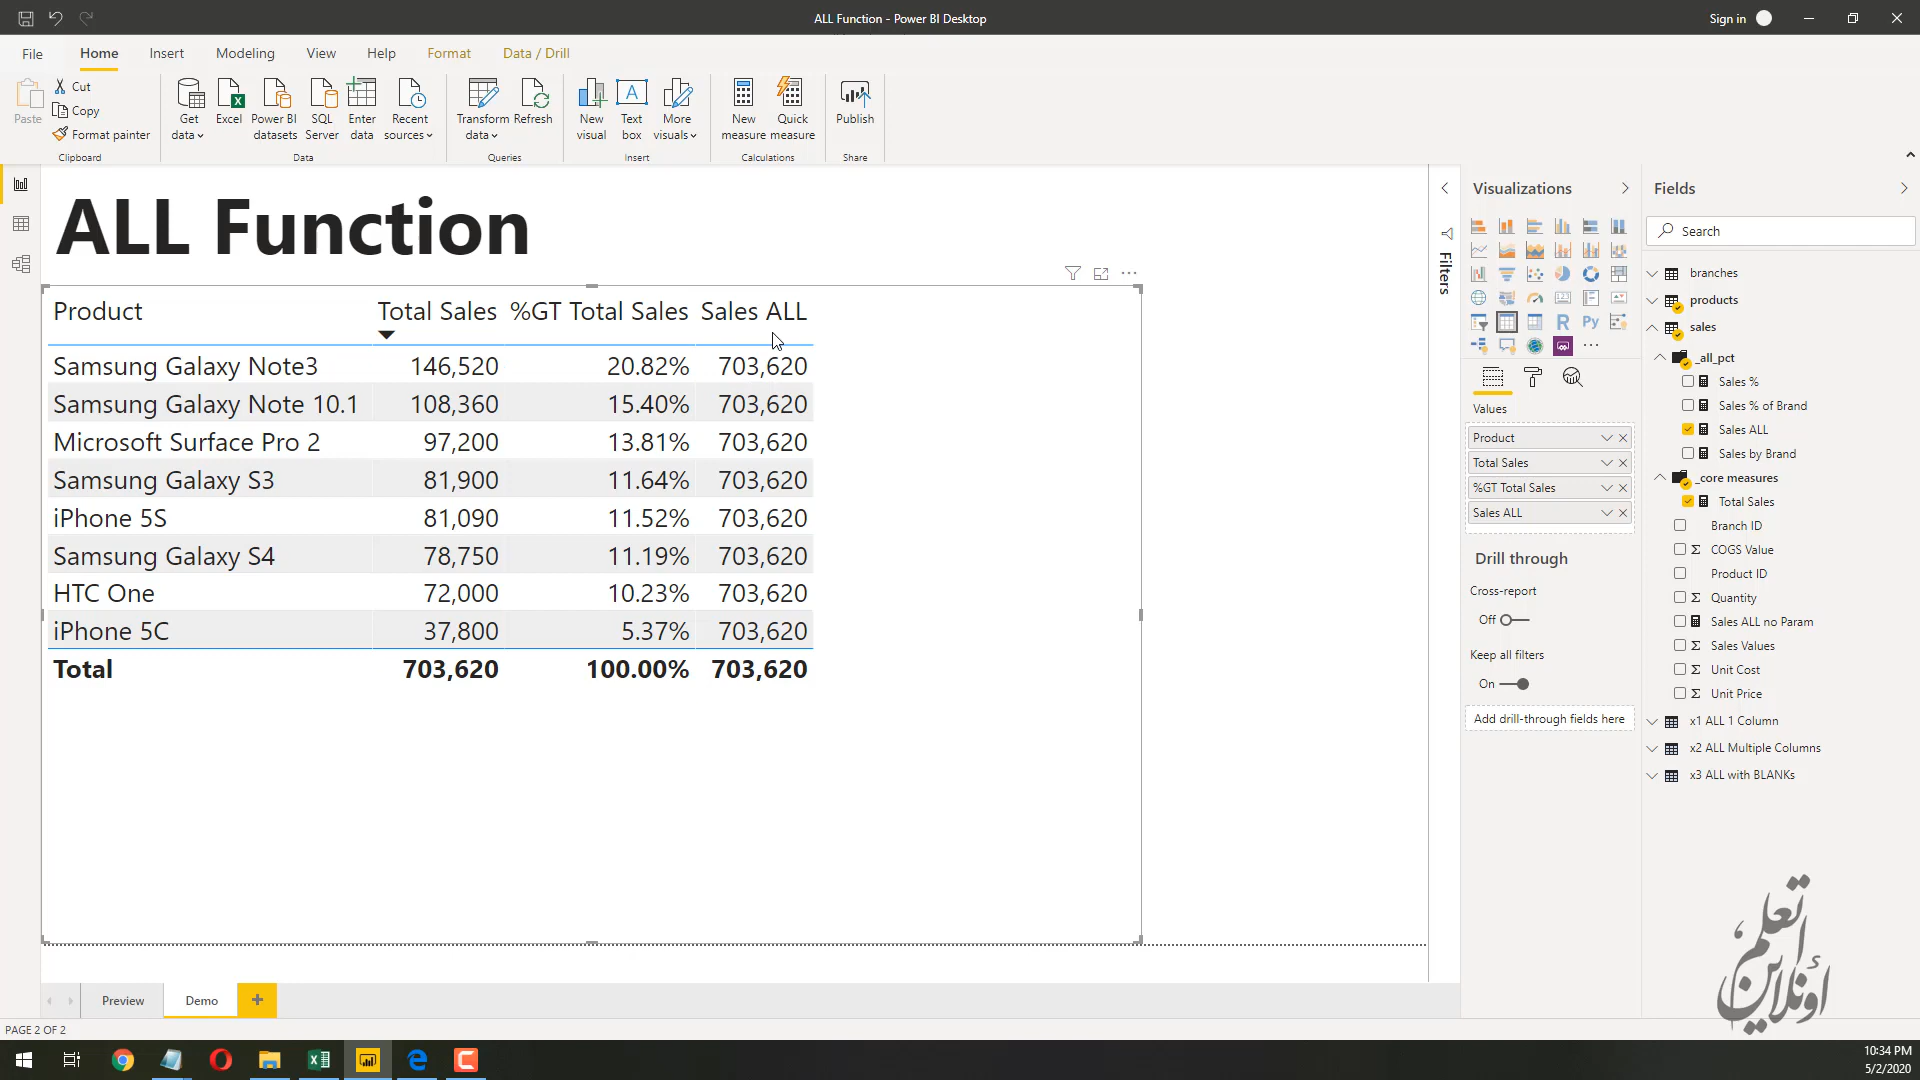 ALL Function - Power BI Desktop
Sign in
File
Home
Insert
Modeling
View
Help
Format
Data / Drill
Paste
Cut
Copy
Format painter
Clipboard
Get data
Excel
Power BI datasets
SQL Server
Enter data
Recent sources
Data
Transform data
Refresh
Queries
New visual
Text box
More visuals
Insert
New measure
Quick measure
Calculations
Publish
Share
ALL Function
Product Total Sales %GT Total Sales Sales ALL
Samsung Galaxy Note3 146,520 20.82% 703,620
Samsung Galaxy Note 10.1 108,360 15.40% 703,620
Microsoft Surface Pro 2 97,200 13.81% 703,620
Samsung Galaxy S3 81,900 11.64% 703,620
iPhone 5S 81,090 11.52% 703,620
Samsung Galaxy S4 78,750 11.19% 703,620
HTC One 72,000 10.23% 703,620
iPhone 5C 37,800 5.37% 703,620
Total 703,620 100.00% 703,620
Filters
Visualizations
R
Py
Values
Product
Total Sales
%GT Total Sales
Sales ALL
Drill through
Cross-report
Off
Keep all filters
On
Add drill-through fields here
Fields
Search
branches
products
sales
_all_pct
Sales %
Sales % of Brand
Sales ALL
Sales by Brand
_core measures
Total Sales
Branch ID
COGS Value
Product ID
Quantity
Sales ALL no Param
Sales Values
Unit Cost
Unit Price
x1 ALL 1 Column
x2 ALL Multiple Columns
x3 ALL with BLANKs
اتعلم
أونلاين
Preview
Demo
PAGE 2 OF 2
10:34 PM
5/2/2020